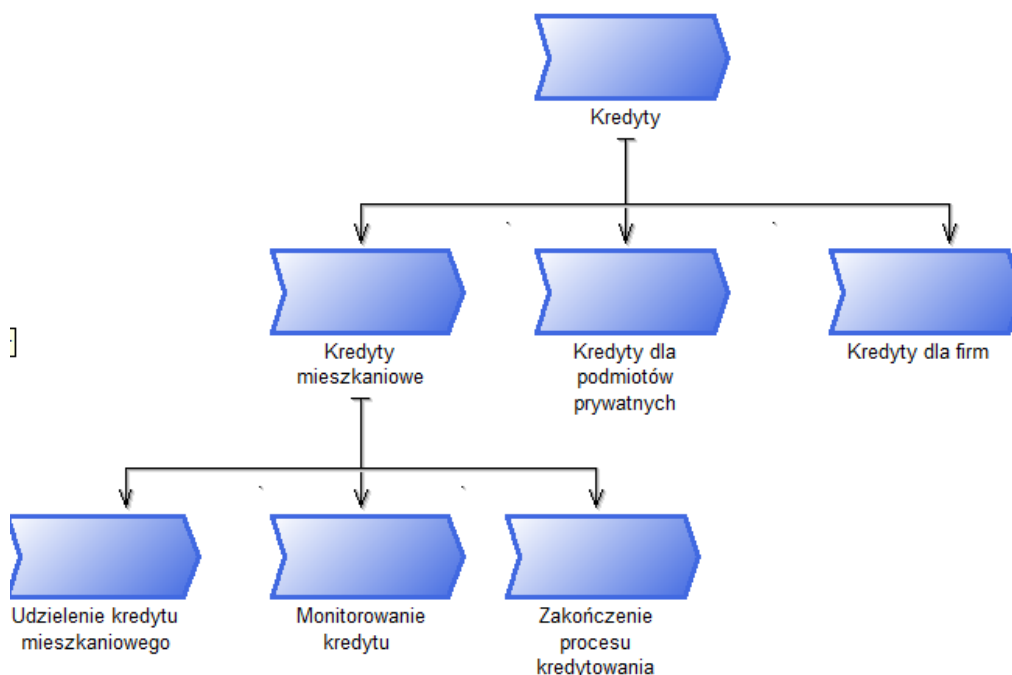 Kredyty
Kredyty
mieszkaniowe
Kredyty dla
podmiotów
prywatnych
Kredyty dla firm
Udzielenie kredytu
mieszkaniowego
Monitorowanie
kredytu
Zakończenie
procesu
kredytowania